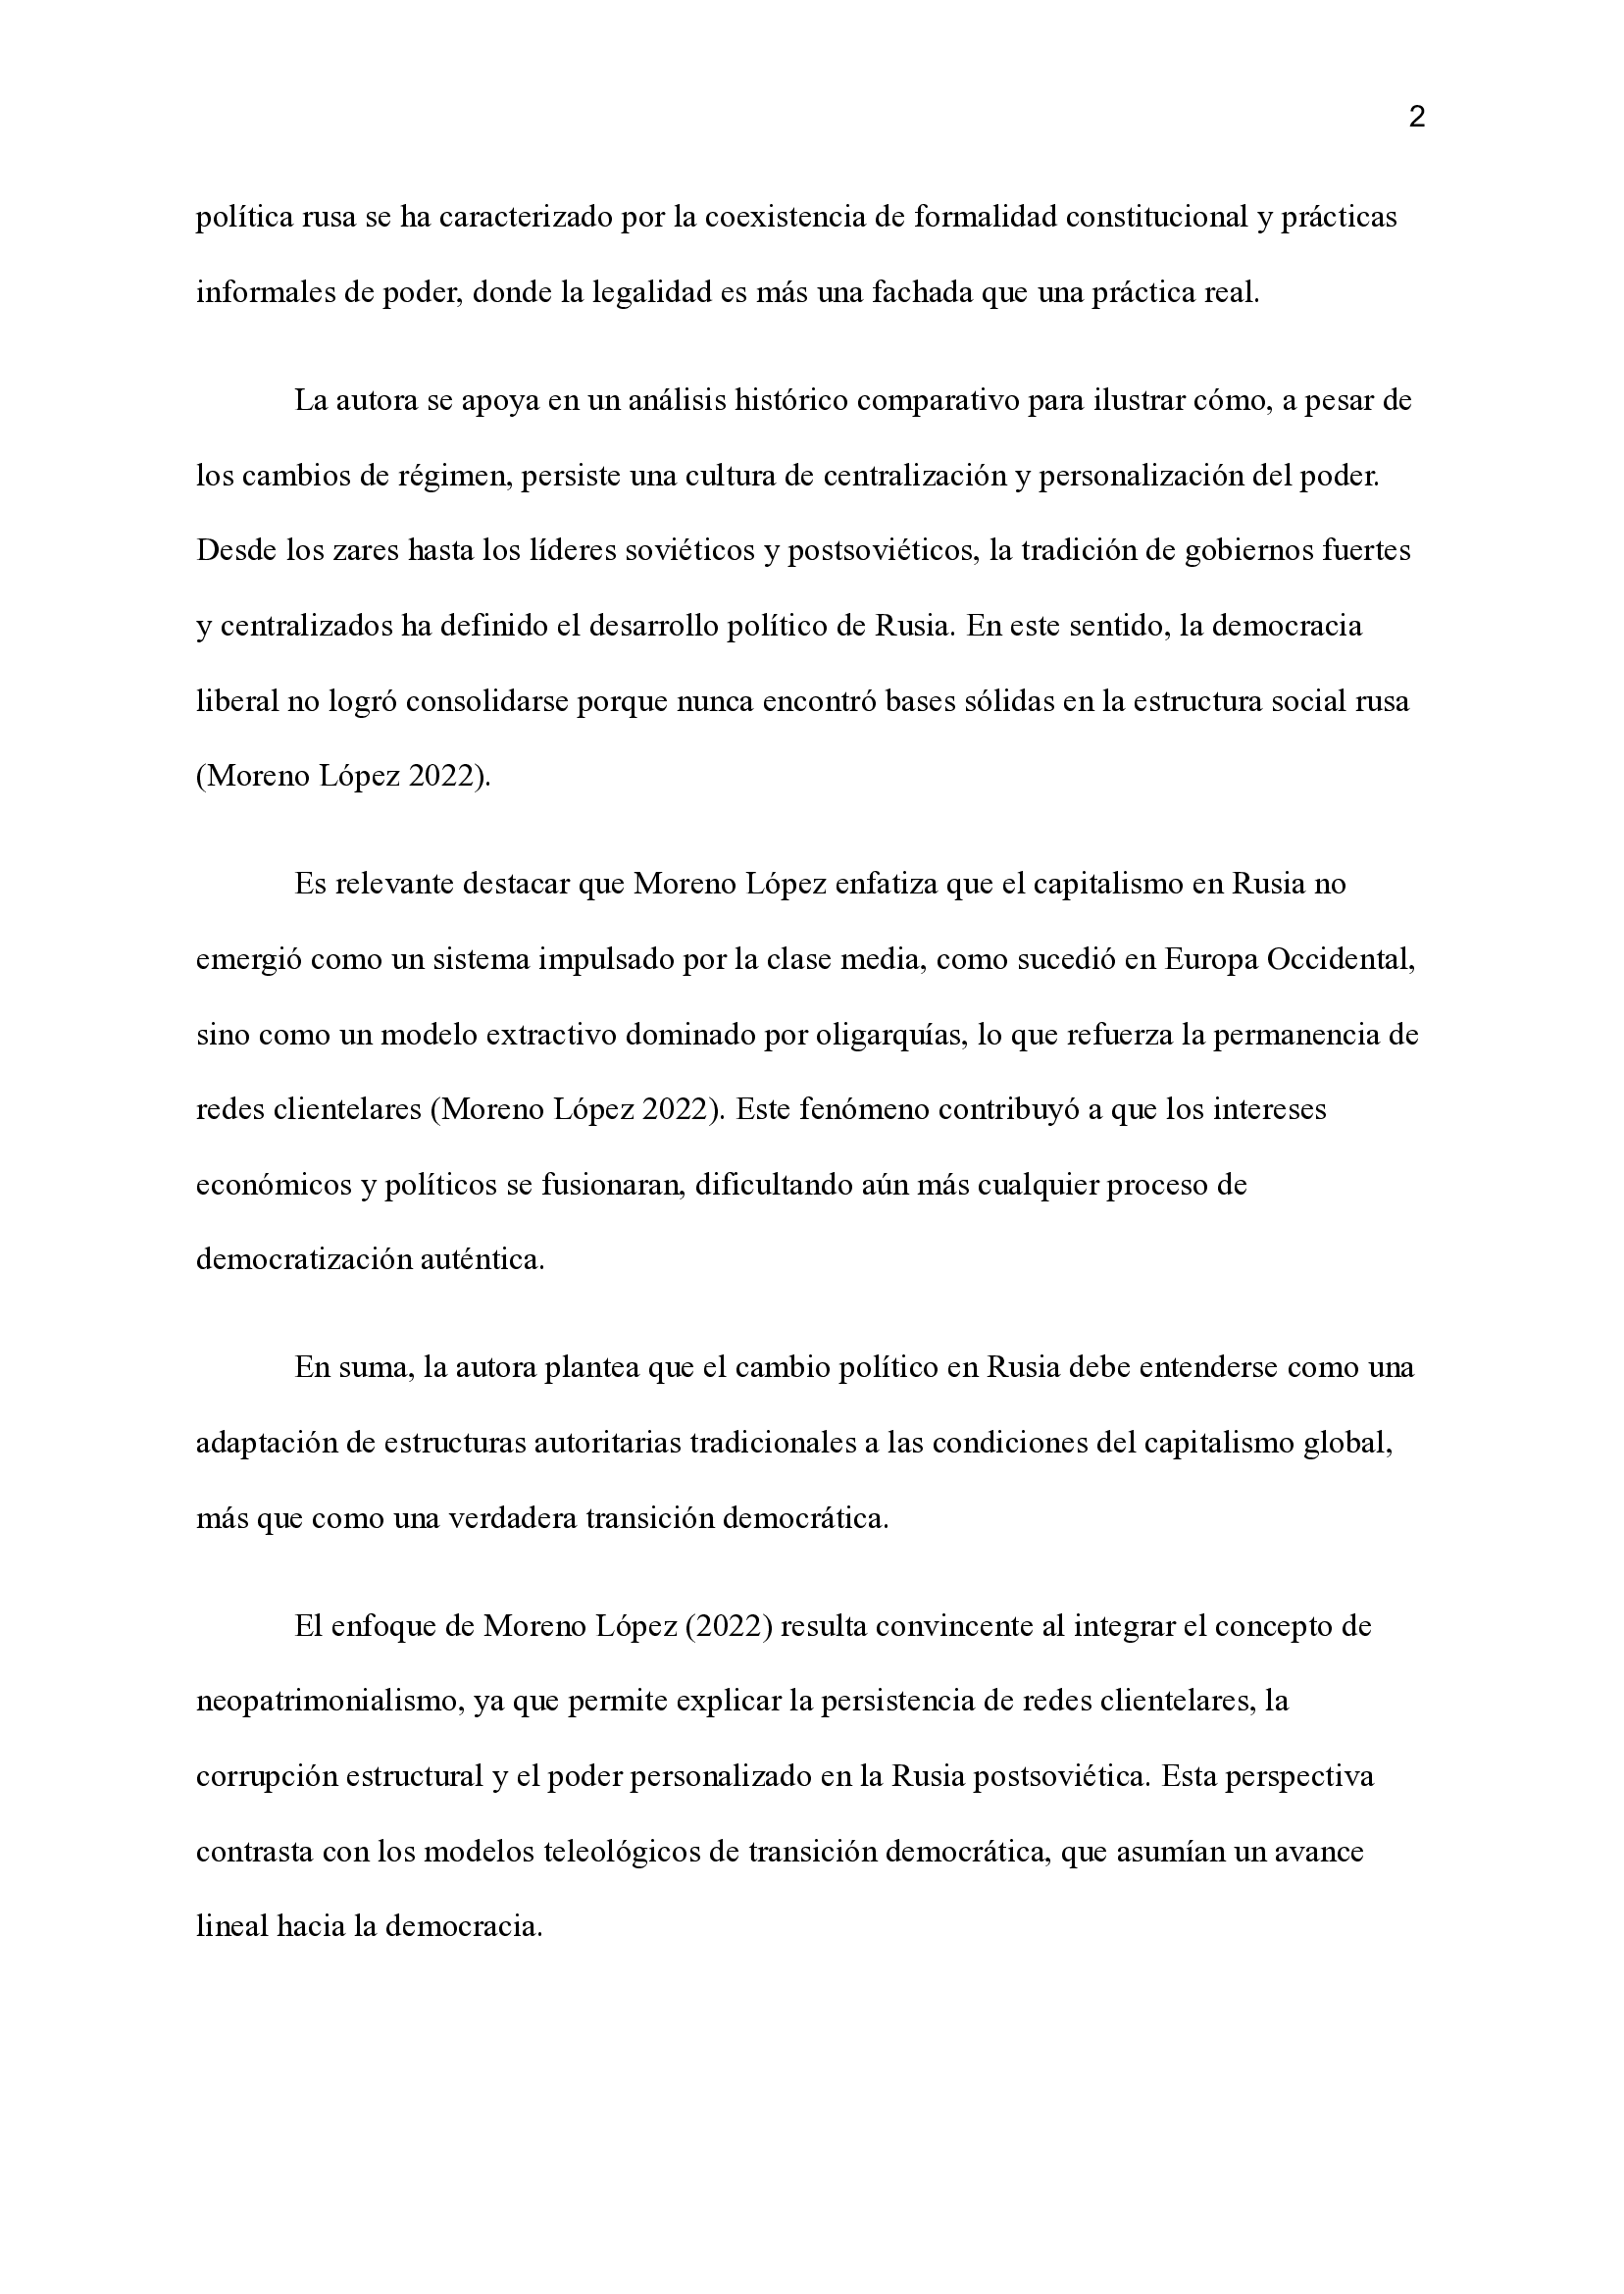 2
política rusa se ha caracterizado por la coexistencia de formalidad constitucional y prácticas
informales de poder, donde la legalidad es más una fachada que una práctica real.
La autora se apoya en un análisis histórico comparativo para ilustrar cómo, a pesar de
los cambios de régimen, persiste una cultura de centralización y personalización del poder.
Desde los zares hasta los líderes soviéticos y postsoviéticos, la tradición de gobiernos fuertes
y centralizados ha definido el desarrollo político de Rusia. En este sentido, la democracia
liberal no logró consolidarse porque nunca encontró bases sólidas en la estructura social rusa
(Moreno López 2022).
Es relevante destacar que Moreno López enfatiza que el capitalismo en Rusia no
emergió como un sistema impulsado por la clase media, como sucedió en Europa Occidental,
sino como un modelo extractivo dominado por oligarquías, lo que refuerza la permanencia de
redes clientelares (Moreno López 2022). Este fenómeno contribuyó a que los intereses
económicos y políticos se fusionaran, dificultando aún más cualquier proceso de
democratización auténtica.
En suma, la autora plantea que el cambio político en Rusia debe entenderse como una
adaptación de estructuras autoritarias tradicionales a las condiciones del capitalismo global,
más que como una verdadera transición democrática.
El enfoque de Moreno López (2022) resulta convincente al integrar el concepto de
neopatrimonialismo, ya que permite explicar la persistencia de redes clientelares, la
corrupción estructural y el poder personalizado en la Rusia postsoviética. Esta perspectiva
contrasta con los modelos teleológicos de transición democrática, que asumían un avance
lineal hacia la democracia.